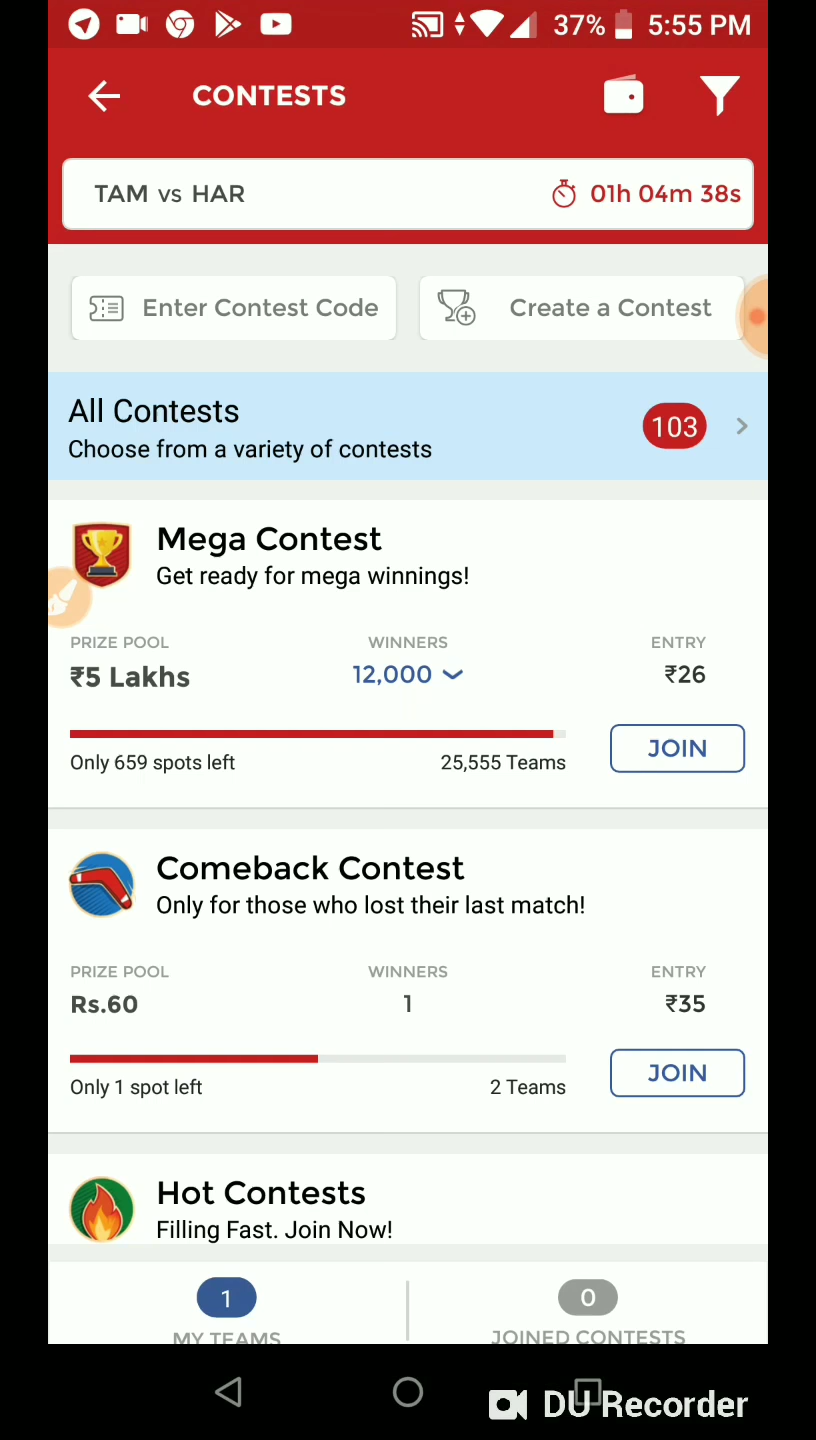 37% 5:55 PM
CONTESTS
TAM vs HAR 01h 04m 38s
Enter Contest Code Create a Contest
All Contests
103
Choose from a variety of contests
Mega Contest
Get ready for mega winnings!
PRIZE POOL WINNERS ENTRY
₹5 Lakhs 12,000 ₹26
Only 659 spots left 25,555 Teams JOIN
Comeback Contest
Only for those who lost their last match!
PRIZE POOL WINNERS ENTRY
Rs.60 1 ₹35
Only 1 spot left 2 Teams JOIN
Hot Contests
Filling Fast. Join Now!
1 0
MY TEAMS JOINED CONTESTS
DU Recorder